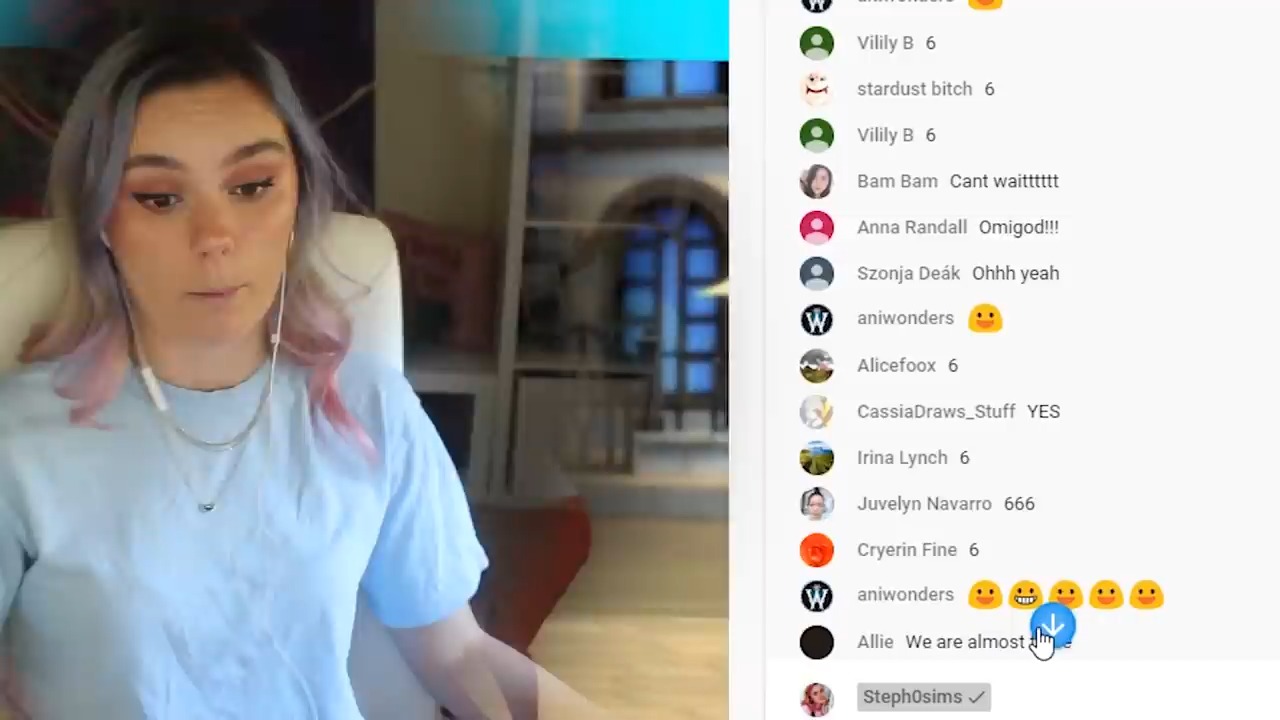 Vilily B 6
stardust bitch 6
Vilily B 6
Bam Bam Cant waitttttt
Anna Randall Omigod!!!
Szonja Deák Ohhh yeah
aniwonders
Alicefoox 6
CassiaDraws_Stuff YES
Irina Lynch 6
Juvelyn Navarro 666
Cryerin Fine 6
aniwonders
Allie We are almost
Steph0sims